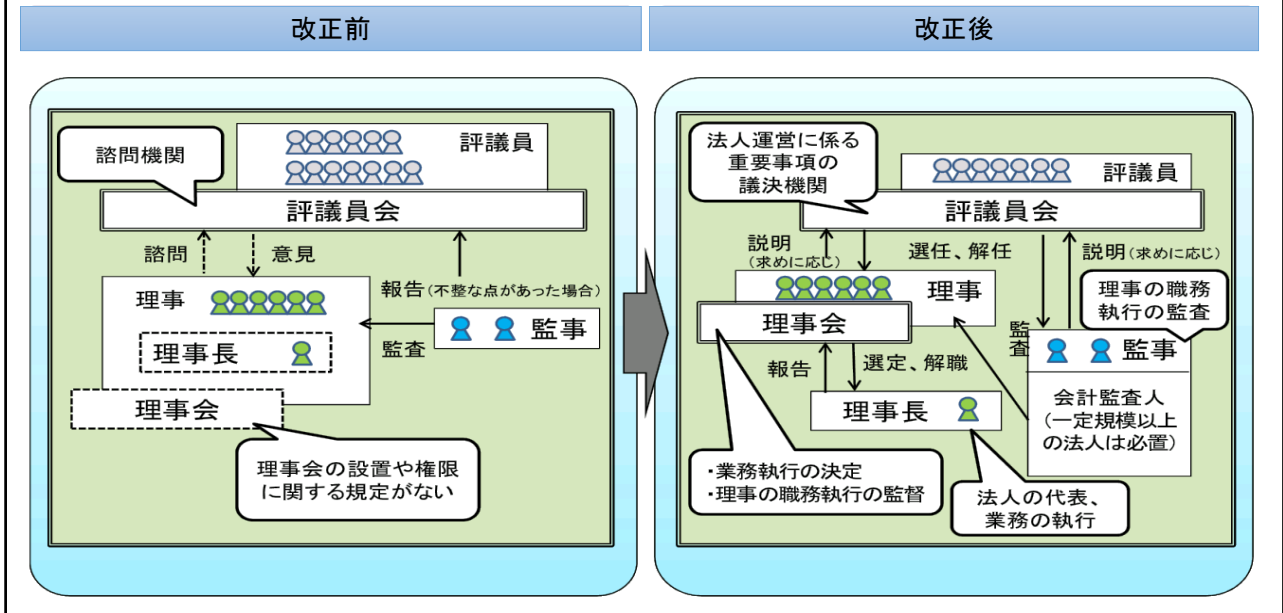 改正前
諮問機関
評議員
評議員会
諮問
意見
報告(不整な点があった場合)
理事
理事長
監査
監事
理事会
理事会の設置や権限
に関する規定がない
改正後
法人運営に係る
重要事項の
議決機関
評議員
評議員会
説明
(求めに応じ)
選任、解任
説明(求めに応じ)
理事
理事会
理事の職務
執行の監査
監査
監事
報告
選定、解職
理事長
会計監査人
(一定規模以上
の法人は必置)
・業務執行の決定
・理事の職務執行の監督
法人の代表、
業務の執行